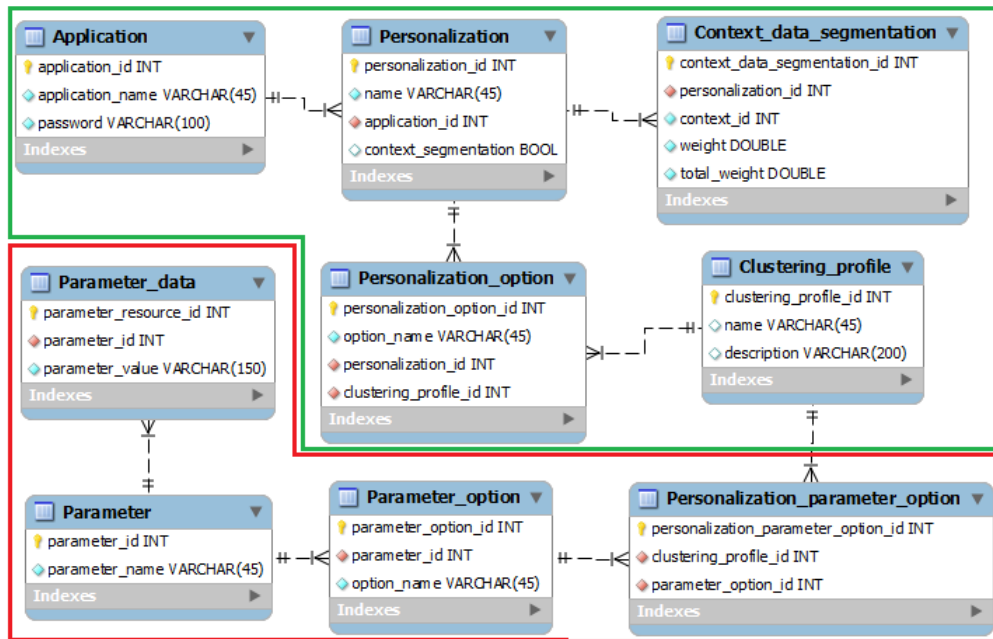 Application
application_id INT
application_name VARCHAR(45)
password VARCHAR(100)
Indexes
Personalization
personalization_id INT
name VARCHAR(45)
application_id INT
context_segmentation BOOL
Indexes
Context_data_segmentation
context_data_segmentation_id INT
personalization_id INT
context_id INT
weight DOUBLE
total_weight DOUBLE
Indexes
Parameter_data
parameter_resource_id INT
parameter_id INT
parameter_value VARCHAR(150)
Indexes
Personalization_option
personalization_option_id INT
option_name VARCHAR(45)
personalization_id INT
clustering_profile_id INT
Indexes
Clustering_profile
clustering_profile_id INT
name VARCHAR(45)
description VARCHAR(200)
Indexes
Parameter
parameter_id INT
parameter_name VARCHAR(45)
Indexes
Parameter_option
parameter_option_id INT
parameter_id INT
option_name VARCHAR(45)
Indexes
Personalization_parameter_option
personalization_parameter_option_id INT
clustering_profile_id INT
parameter_option_id INT
Indexes